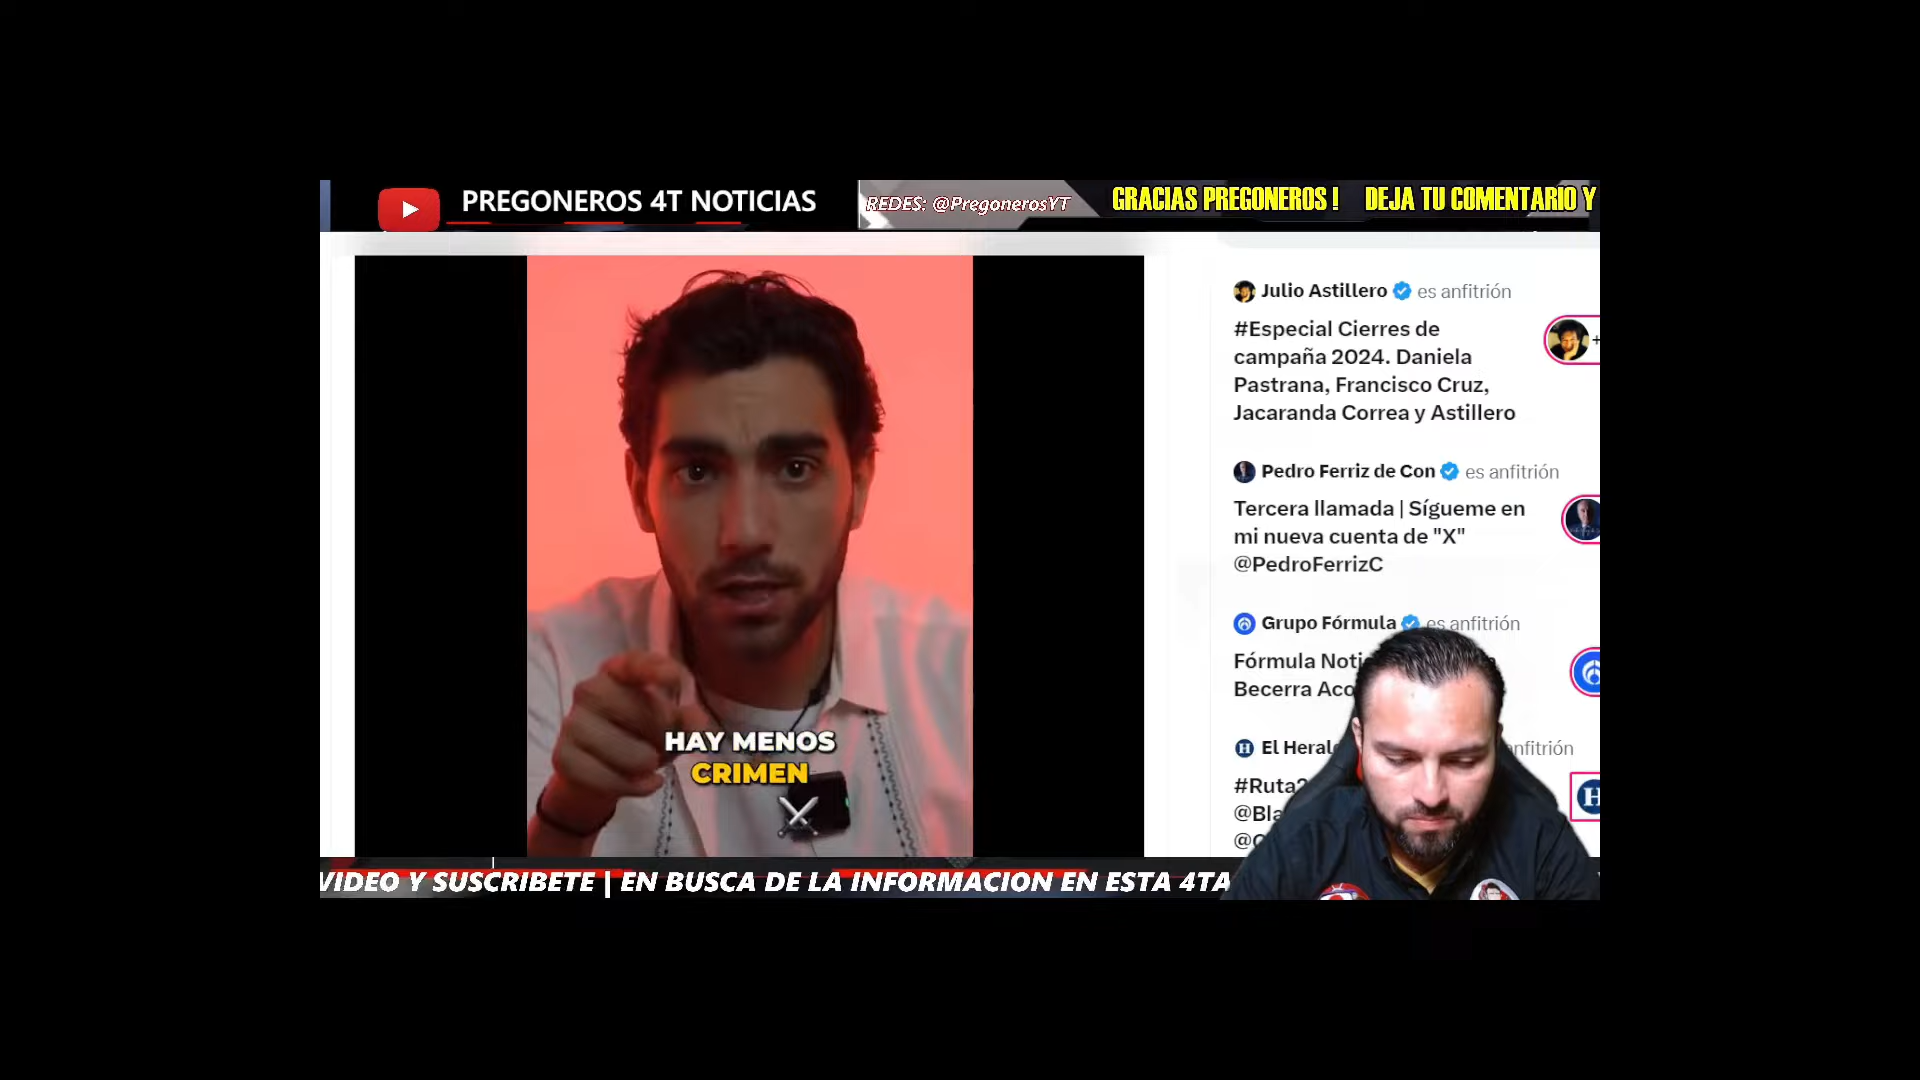 PREGONEROS 4T NOTICIAS
REDES: @PregonerosYT
GRACIAS PREGONEROS ! DEJA TU COMENTARIO Y
Julio Astillero es anfitrión
#Especial Cierres de
campaña 2024. Daniela
Pastrana, Francisco Cruz,
Jacaranda Correa y Astillero
Pedro Ferriz de Con es anfitrión
Tercera llamada | Sígueme en
mi nueva cuenta de "X"
@PedroFerrizC
Grupo Fórmula es anfitrión
Fórmula
Becerra
HAY MENOS
CRIMEN
El
VIDEO Y SUSCRIBETE | EN BUSCA DE LA INFORMACION EN ESTA 4TA